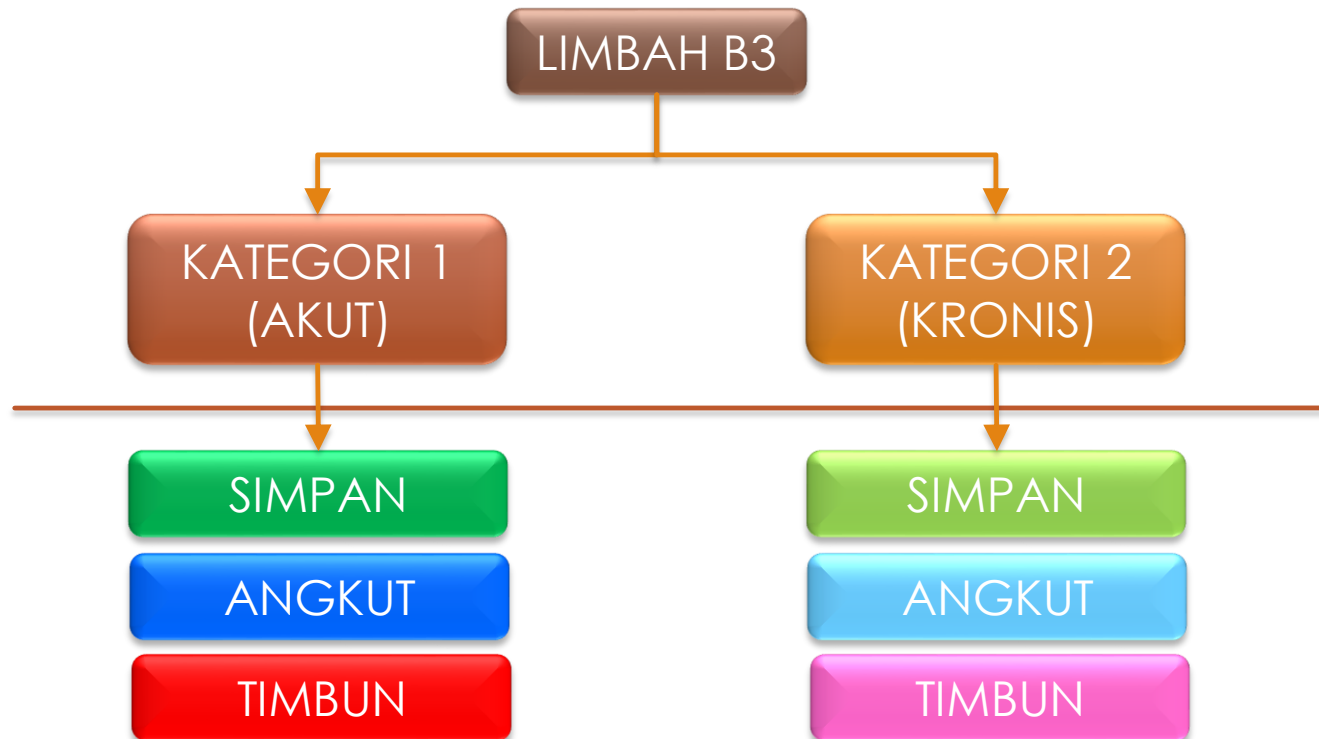 LIMBAH B3
KATEGORI 1
(AKUT)
KATEGORI 2
(KRONIS)
SIMPAN
SIMPAN
ANGKUT
ANGKUT
TIMBUN
TIMBUN